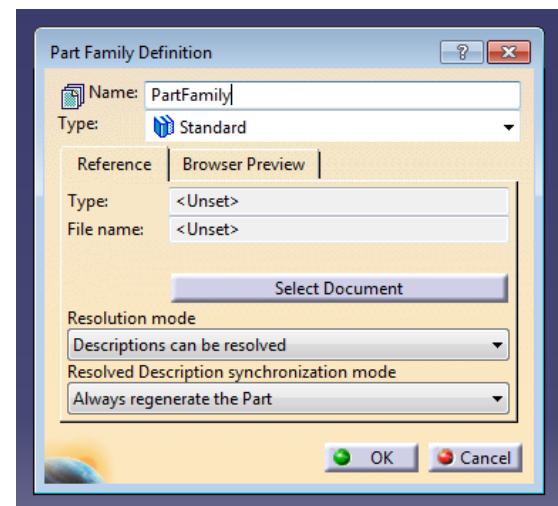 Part Family Definition
Name: PartFamily
Type: Standard
Reference Browser Preview
Type: <Unset>
File name: <Unset>
Select Document
Resolution mode
Descriptions can be resolved
Resolved Description synchronization mode
Always regenerate the Part
OK Cancel